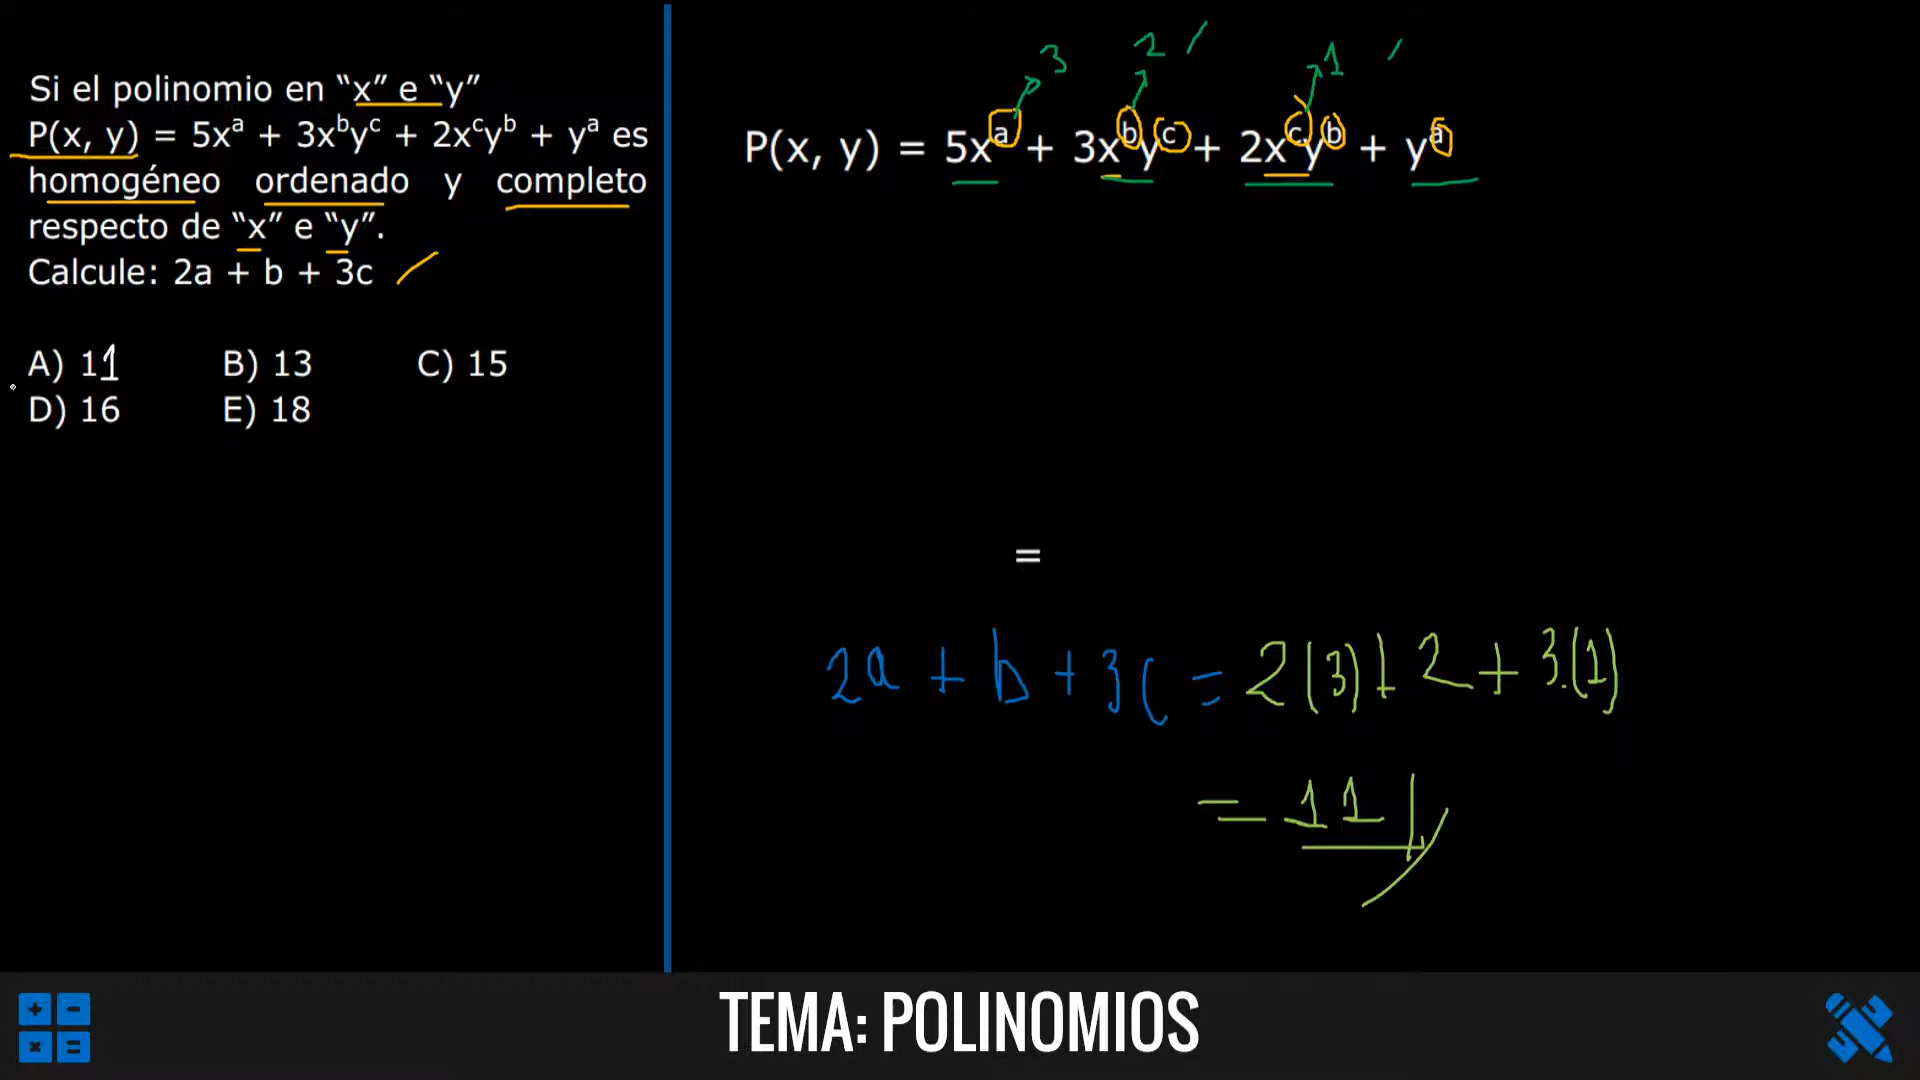 Si el polinomio en “x” e “y”
P(x, y) = 5xᵃ + 3xᵇyᶜ + 2xᶜyᵇ + yᵃ es
homogéneo ordenado y completo
respecto de “x” e “y”.
Calcule: 2a + b + 3c
A) 11 B) 13 C) 15
D) 16 E) 18
3 2 1
P(x, y) = 5xᵃ + 3xᵇyᶜ + 2xᶜyᵇ + yᵃ
=
2a + b + 3c = 2(3) + 2 + 3.(1)
= 11
TEMA: POLINOMIOS